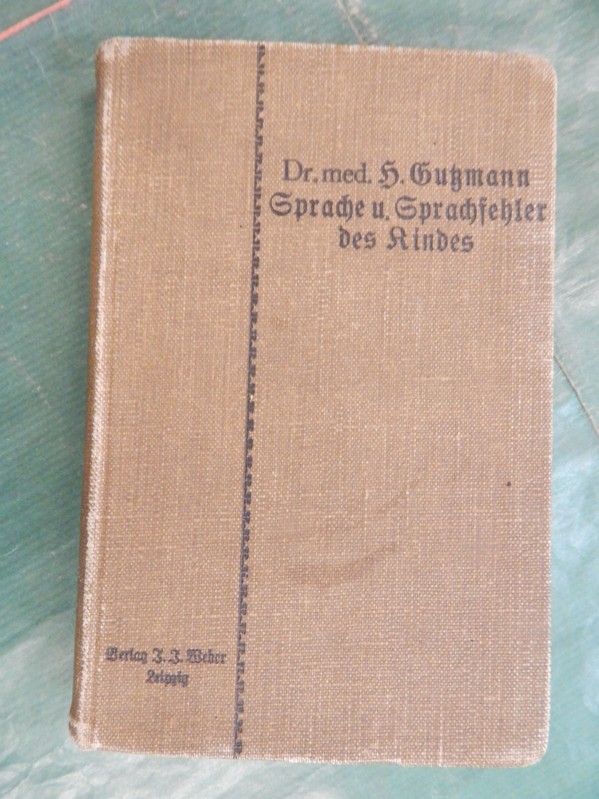 Dr. med. H. Gutzmann
Sprache u. Sprachfehler
des Kindes
Verlag J. J. Weber
Leipzig